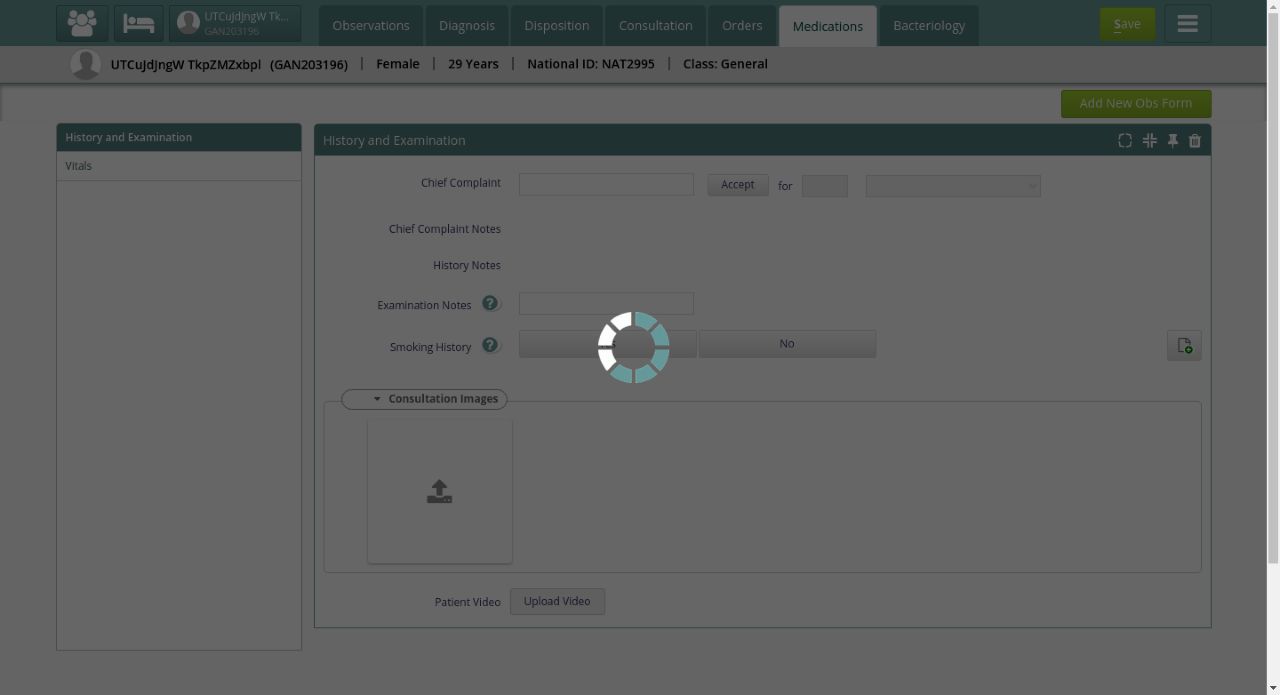 UTCuJdJngW Tk...
GAN203196
Observations
Diagnosis
Disposition
Consultation
Orders
Medications
Bacteriology
Save
UTCuJdJngW TkpZMZxbpl (GAN203196) | Female | 29 Years | National ID: NAT2995 | Class: General
Add New Obs Form
History and Examination
Vitals
History and Examination
Chief Complaint
Accept
for
Chief Complaint Notes
History Notes
Examination Notes ?
Smoking History ?
No
Consultation Images
Patient Video
Upload Video